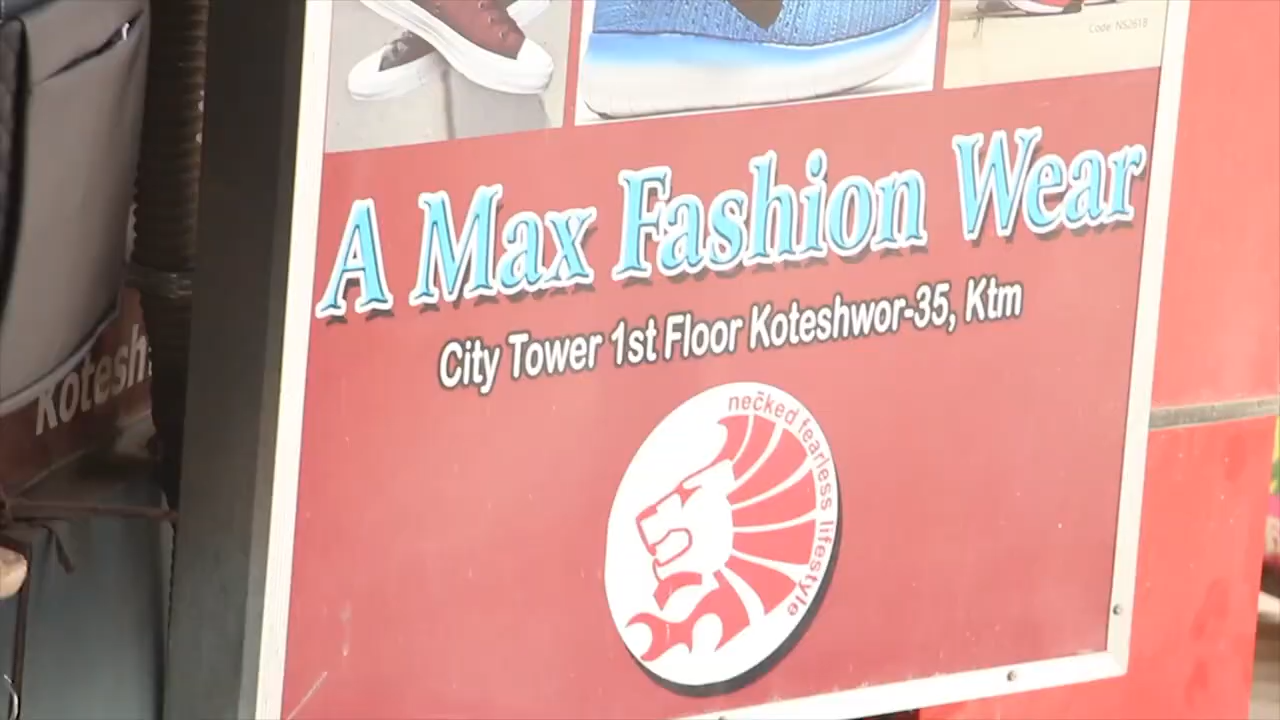 Code: NS2618
A Max Fashion Wear
City Tower 1st Floor Koteshwor-35, Ktm
necked fearless lifestyle
Kotesh